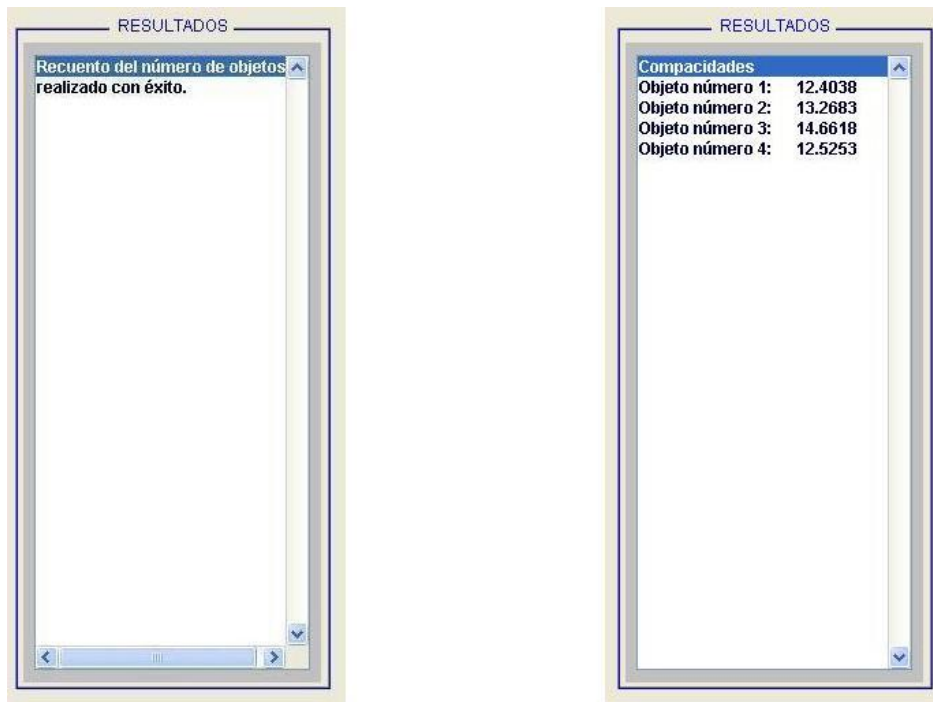 RESULTADOS
Recuento del número de objetos
realizado con éxito.
RESULTADOS
Compacidades
Objeto número 1: 12.4038
Objeto número 2: 13.2683
Objeto número 3: 14.6618
Objeto número 4: 12.5253